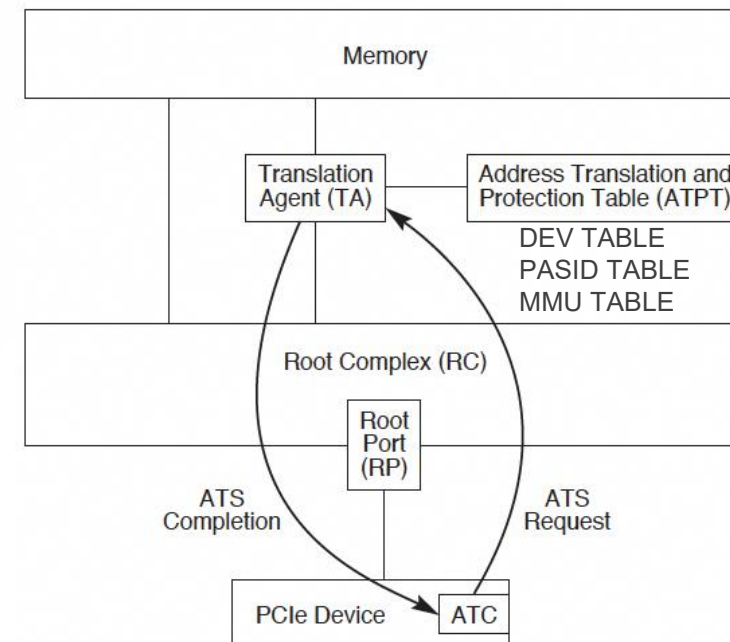 Memory
Translation
Agent (TA)
Address Translation and
Protection Table (ATPT)
DEV TABLE
PASID TABLE
MMU TABLE
Root Complex (RC)
Root
Port
(RP)
ATS
Completion
ATS
Request
PCIe Device
ATC